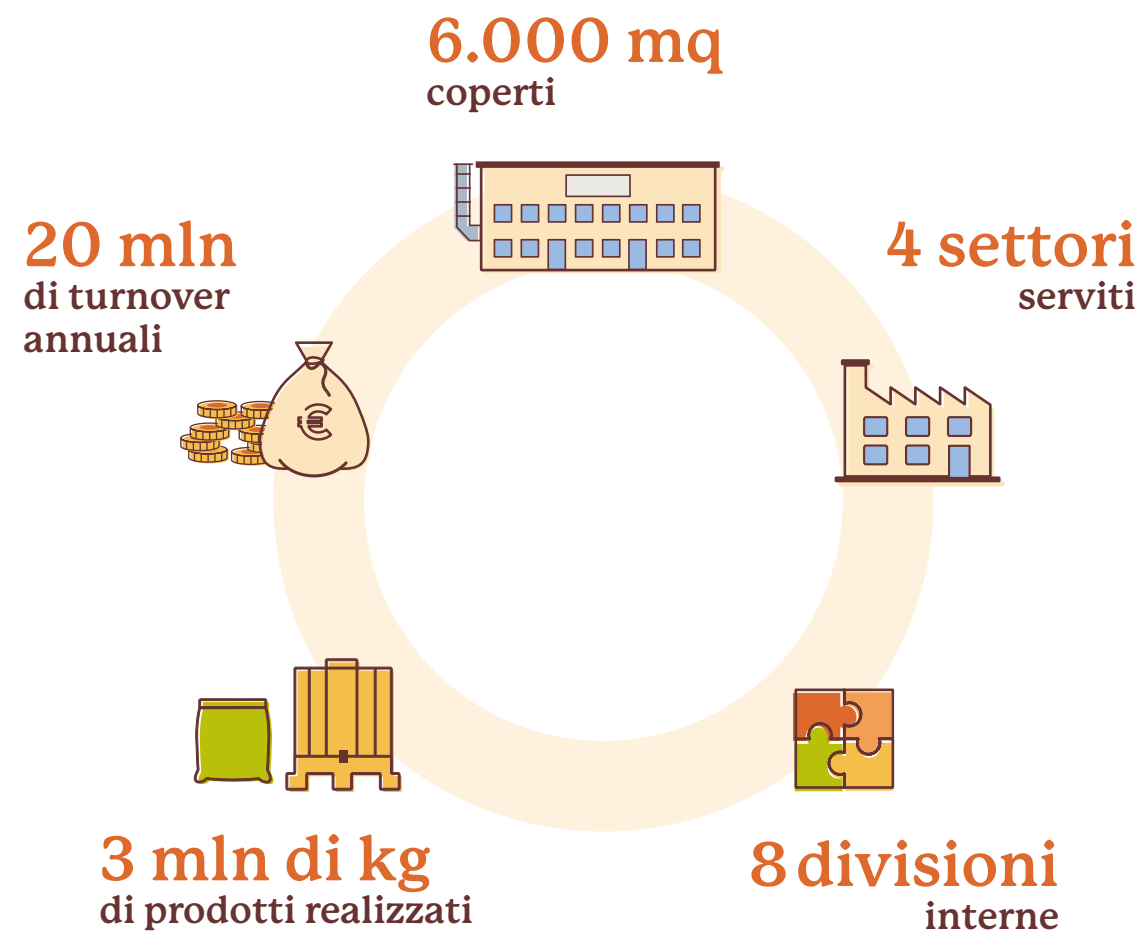 6.000 mq
coperti
20 mln
di turnover
annuali
4 settori
serviti
€
3 mln di kg
di prodotti realizzati
8 divisioni
interne